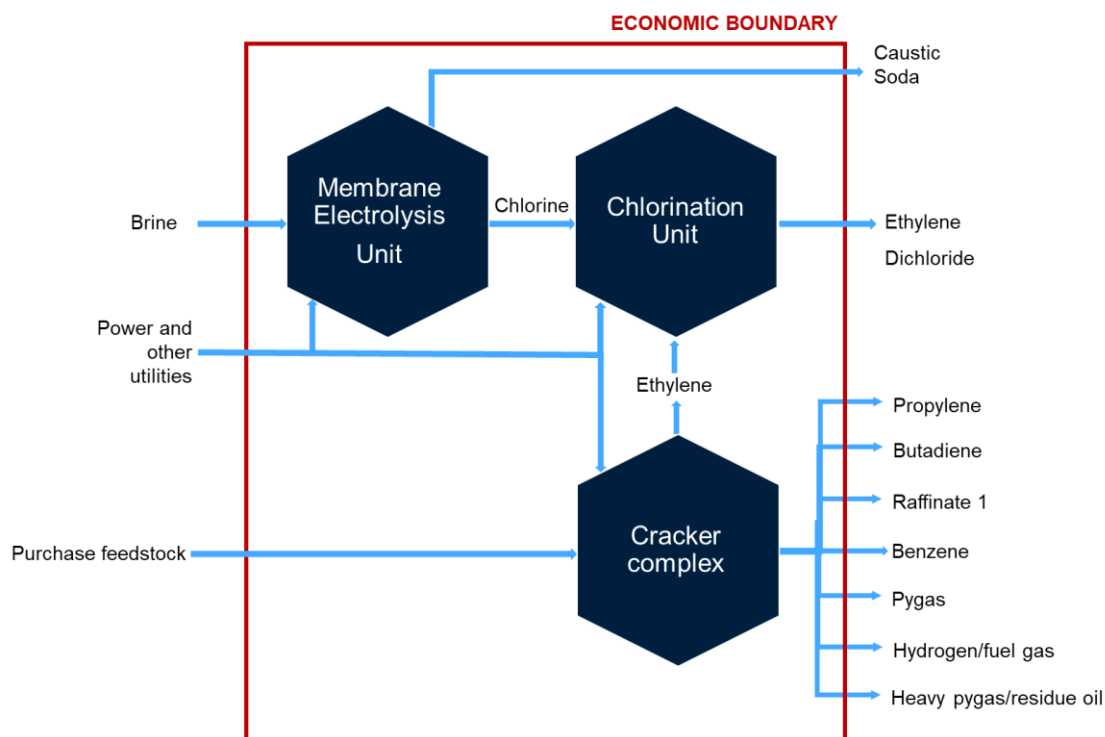 ECONOMIC BOUNDARY
Caustic
Soda
Membrane
Electrolysis
Unit
Chlorine
Chlorination
Unit
Brine
Ethylene
Dichloride
Power and
other
utilities
Ethylene
Propylene
Butadiene
Raffinate 1
Purchase feedstock
Cracker
complex
Benzene
Pygas
Hydrogen/fuel gas
Heavy pygas/residue oil